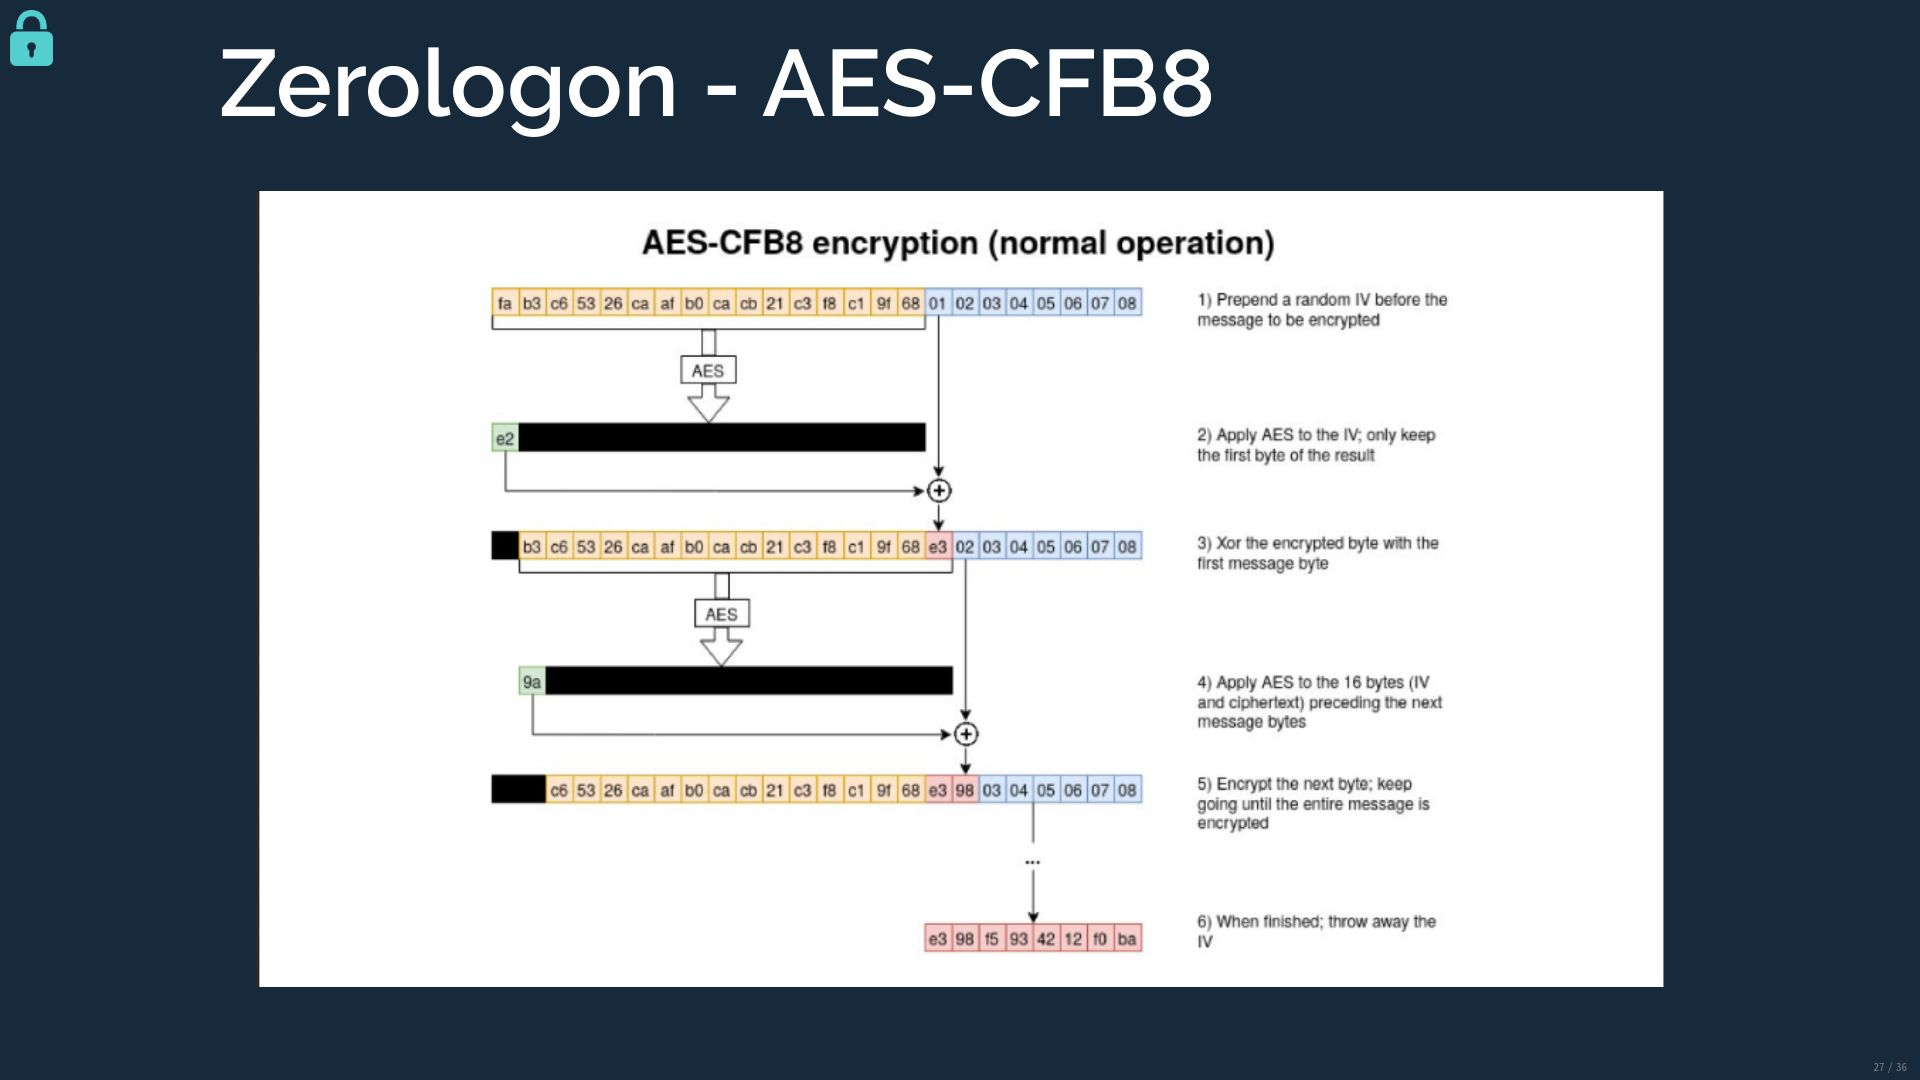 Zerologon - AES-CFB8
AES-CFB8 encryption (normal operation)
fa b3 c6 53 26 ca af b0 ca cb 21 c3 f8 c1 9f 68 01 02 03 04 05 06 07 08
1) Prepend a random IV before the
message to be encrypted
AES
e2
2) Apply AES to the IV; only keep
the first byte of the result
b3 c6 53 26 ca af b0 ca cb 21 c3 f8 c1 9f 68 e3 02 03 04 05 06 07 08
3) Xor the encrypted byte with the
first message byte
AES
9a
4) Apply AES to the 16 bytes (IV
and ciphertext) preceding the next
message bytes
c6 53 26 ca af b0 ca cb 21 c3 f8 c1 9f 68 e3 98 03 04 05 06 07 08
5) Encrypt the next byte; keep
going until the entire message is
encrypted
...
e3 98 f5 93 42 12 f0 ba
6) When finished; throw away the
IV
27 / 36